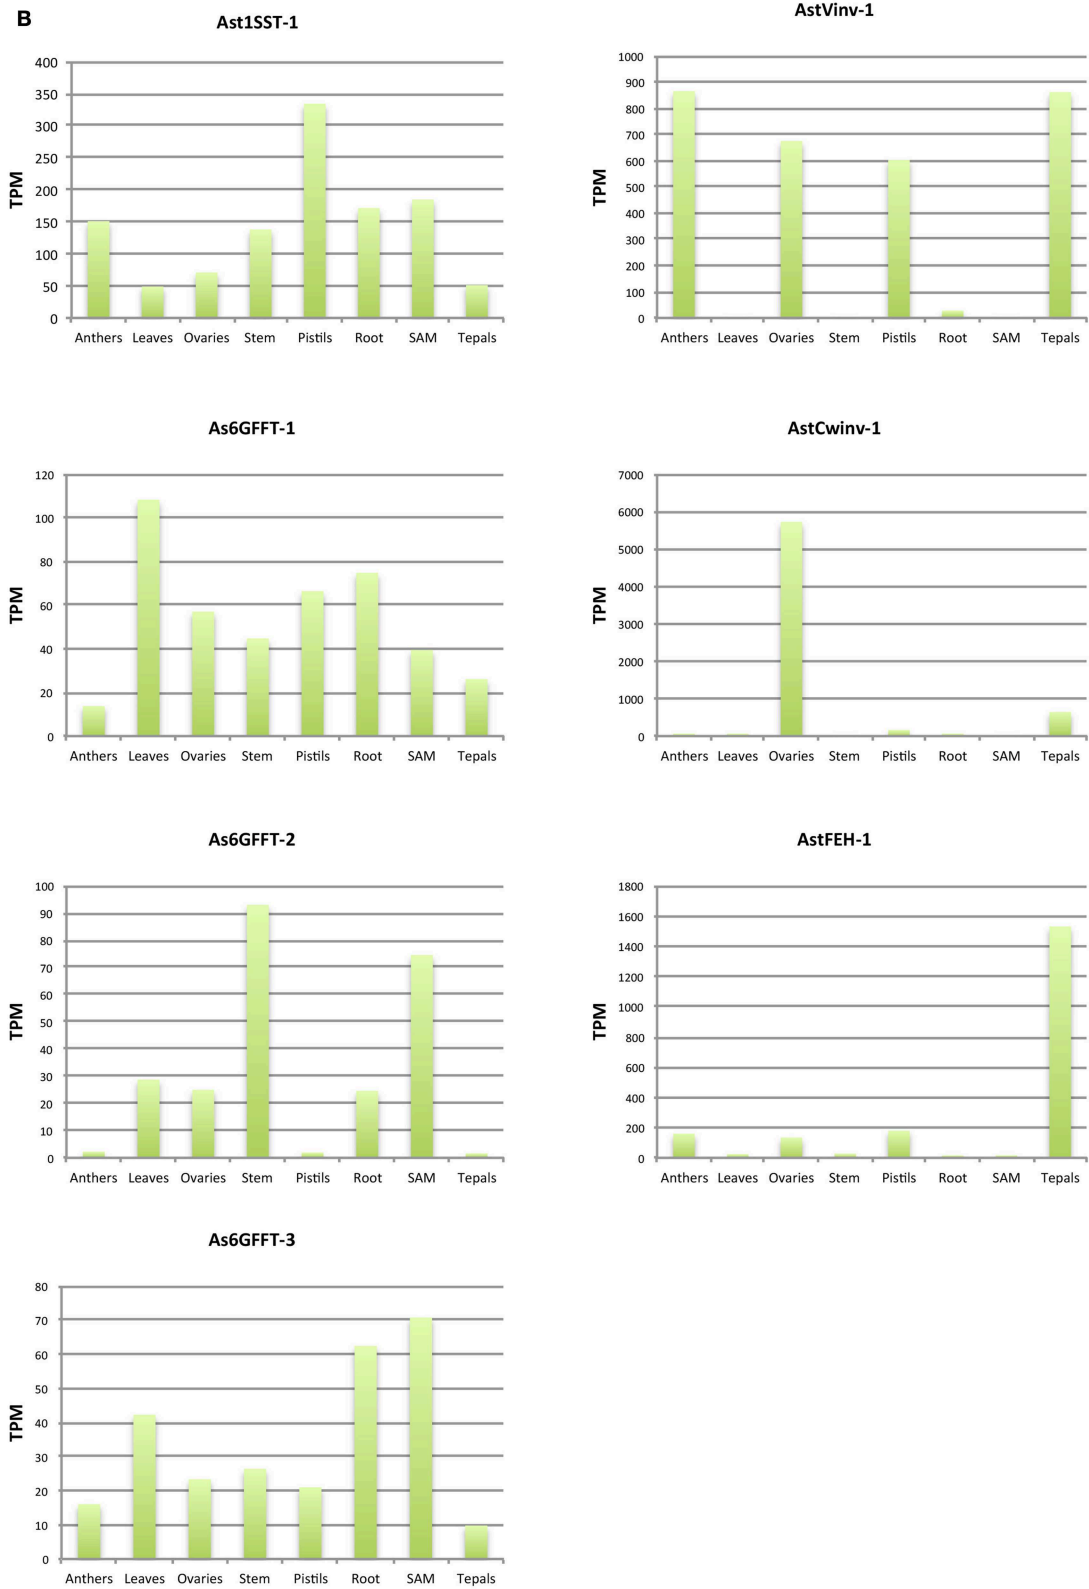 B
Ast1SST-1
400
350
300
250
200
150
100
50
0
TPM
Anthers Leaves Ovaries Stem Pistils Root SAM Tepals
AstVinv-1
1000
900
800
700
600
500
400
300
200
100
0
TPM
Anthers Leaves Ovaries Stem Pistils Root SAM Tepals
As6GFFT-1
120
100
80
60
40
20
0
TPM
Anthers Leaves Ovaries Stem Pistils Root SAM Tepals
AstCwinv-1
7000
6000
5000
4000
3000
2000
1000
0
TPM
Anthers Leaves Ovaries Stem Pistils Root SAM Tepals
As6GFFT-2
100
90
80
70
60
50
40
30
20
10
0
TPM
Anthers Leaves Ovaries Stem Pistils Root SAM Tepals
AstFEH-1
1800
1600
1400
1200
1000
800
600
400
200
0
TPM
Anthers Leaves Ovaries Stem Pistils Root SAM Tepals
As6GFFT-3
80
70
60
50
40
30
20
10
0
TPM
Anthers Leaves Ovaries Stem Pistils Root SAM Tepals